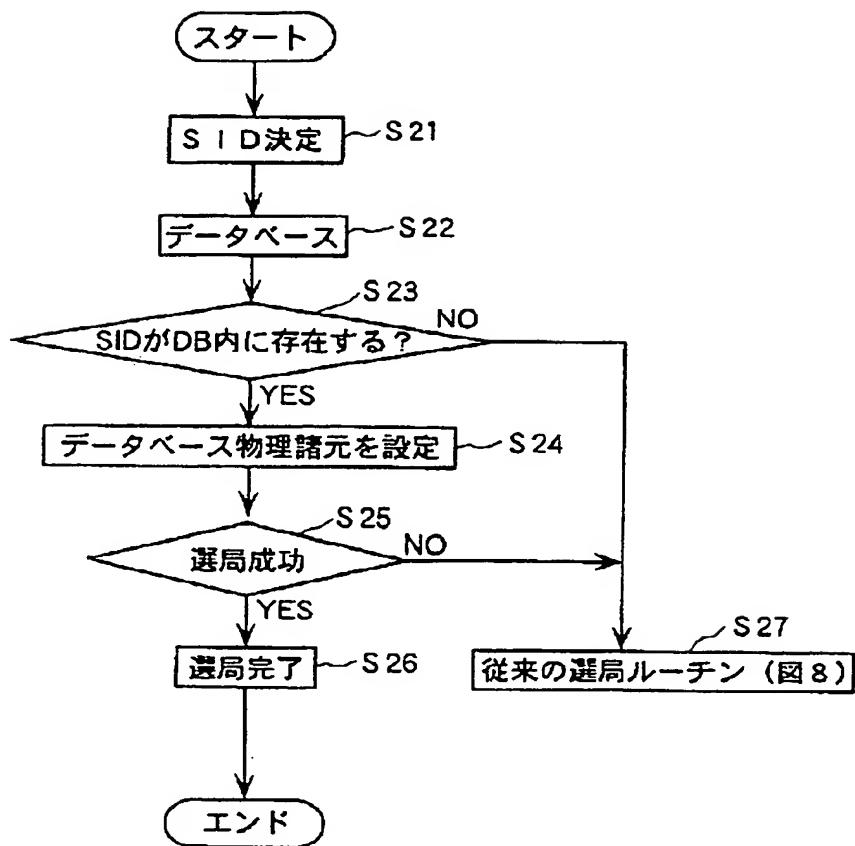 スタート
SID決定
S21
データベース
S22
S23
SIDがDB内に存在する？
NO
YES
データベース物理諸元を設定
S24
S25
選局成功
NO
YES
選局完了
S26
S27
従来の選局ルーチン（図8）
エンド